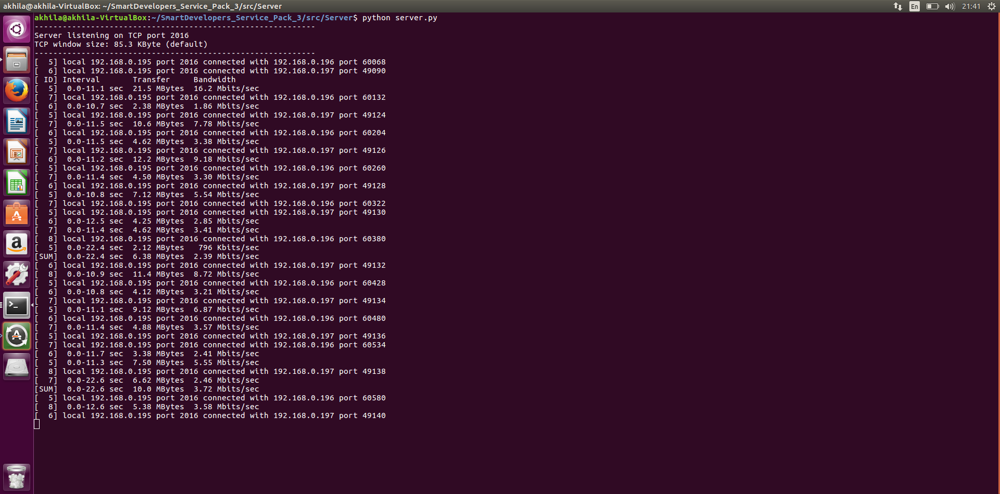 akhila@akhila-VirtualBox: ~/SmartDevelopers_Service_Pack_3/src/Server
En
21:41
akhila@akhila-VirtualBox:~/SmartDevelopers_Service_Pack_3/src/Server$ python server.py
------------------------------------------------------------
Server listening on TCP port 2016
TCP window size: 85.3 KByte (default)
------------------------------------------------------------
[  5] local 192.168.0.195 port 2016 connected with 192.168.0.196 port 60068
[  6] local 192.168.0.195 port 2016 connected with 192.168.0.197 port 49090
[ ID] Interval       Transfer     Bandwidth
[  5]  0.0-11.1 sec  21.5 MBytes  16.2 Mbits/sec
[  7] local 192.168.0.195 port 2016 connected with 192.168.0.196 port 60132
[  6]  0.0-10.7 sec  2.38 MBytes  1.86 Mbits/sec
[  5] local 192.168.0.195 port 2016 connected with 192.168.0.197 port 49124
[  7]  0.0-11.5 sec  10.6 MBytes  7.78 Mbits/sec
[  6] local 192.168.0.195 port 2016 connected with 192.168.0.196 port 60204
[  5]  0.0-11.5 sec  4.62 MBytes  3.38 Mbits/sec
[  7] local 192.168.0.195 port 2016 connected with 192.168.0.197 port 49126
[  6]  0.0-11.2 sec  12.2 MBytes  9.18 Mbits/sec
[  5] local 192.168.0.195 port 2016 connected with 192.168.0.196 port 60260
[  7]  0.0-11.4 sec  4.50 MBytes  3.30 Mbits/sec
[  6] local 192.168.0.195 port 2016 connected with 192.168.0.197 port 49128
[  5]  0.0-10.8 sec  7.12 MBytes  5.54 Mbits/sec
[  7] local 192.168.0.195 port 2016 connected with 192.168.0.196 port 60322
[  5] local 192.168.0.195 port 2016 connected with 192.168.0.197 port 49130
[  6]  0.0-12.5 sec  4.25 MBytes  2.85 Mbits/sec
[  7]  0.0-11.4 sec  4.62 MBytes  3.41 Mbits/sec
[  8] local 192.168.0.195 port 2016 connected with 192.168.0.196 port 60380
[  5]  0.0-22.4 sec  2.12 MBytes   796 Kbits/sec
[SUM]  0.0-22.4 sec  6.38 MBytes  2.39 Mbits/sec
[  6] local 192.168.0.195 port 2016 connected with 192.168.0.197 port 49132
[  8]  0.0-10.9 sec  11.4 MBytes  8.72 Mbits/sec
[  5] local 192.168.0.195 port 2016 connected with 192.168.0.196 port 60428
[  6]  0.0-10.8 sec  4.12 MBytes  3.21 Mbits/sec
[  7] local 192.168.0.195 port 2016 connected with 192.168.0.197 port 49134
[  5]  0.0-11.1 sec  9.12 MBytes  6.87 Mbits/sec
[  6] local 192.168.0.195 port 2016 connected with 192.168.0.196 port 60480
[  7]  0.0-11.4 sec  4.88 MBytes  3.57 Mbits/sec
[  5] local 192.168.0.195 port 2016 connected with 192.168.0.197 port 49136
[  7] local 192.168.0.195 port 2016 connected with 192.168.0.196 port 60534
[  6]  0.0-11.7 sec  3.38 MBytes  2.41 Mbits/sec
[  5]  0.0-11.3 sec  7.50 MBytes  5.55 Mbits/sec
[  8] local 192.168.0.195 port 2016 connected with 192.168.0.197 port 49138
[  7]  0.0-22.6 sec  6.62 MBytes  2.46 Mbits/sec
[SUM]  0.0-22.6 sec  10.0 MBytes  3.72 Mbits/sec
[  5] local 192.168.0.195 port 2016 connected with 192.168.0.196 port 60580
[  8]  0.0-12.6 sec  5.38 MBytes  3.58 Mbits/sec
[  6] local 192.168.0.195 port 2016 connected with 192.168.0.197 port 49140